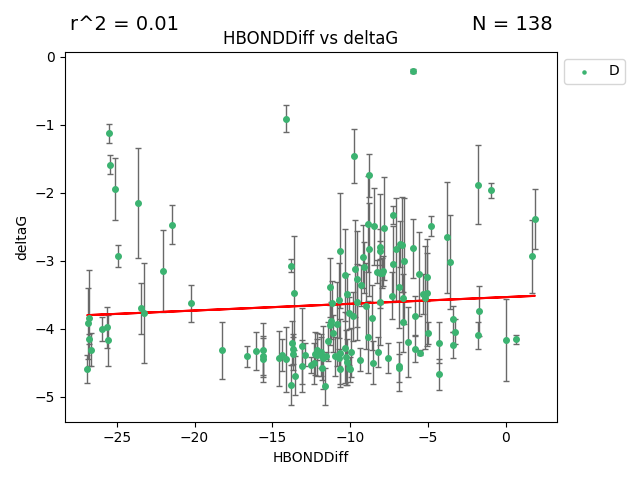 r^2 = 0.01
N = 138
HBONDDiff vs deltaG
D
deltaG
0
−1
−2
−3
−4
−5
−25
−20
−15
−10
−5
0
HBONDDiff